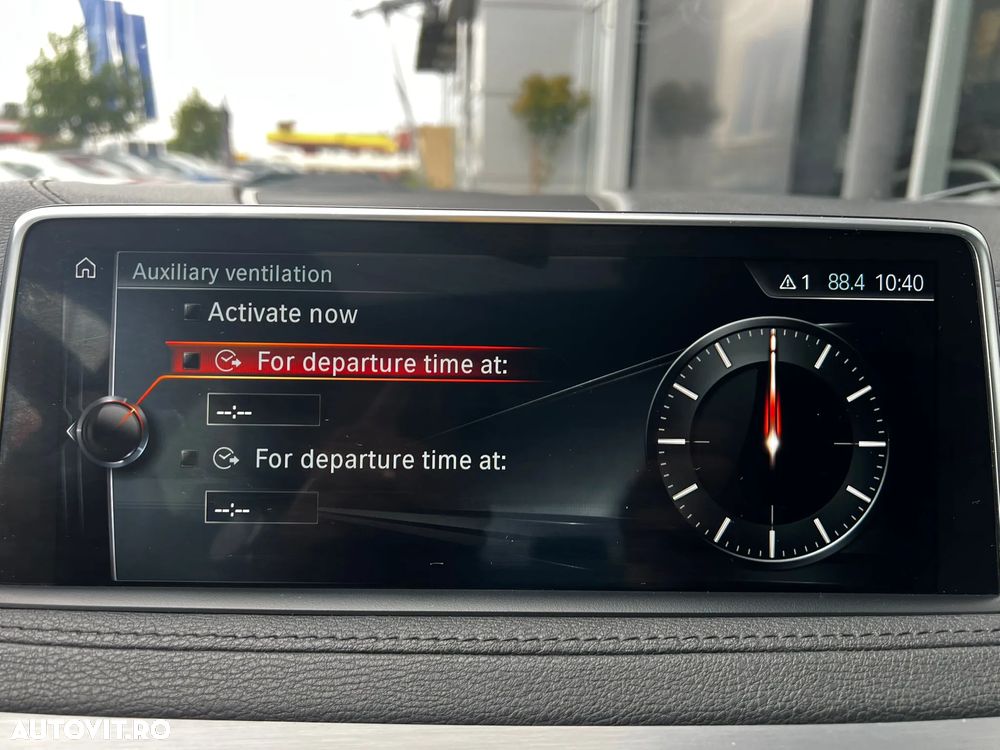 Auxiliary ventilation
1 88.4 10:40
Activate now
For departure time at:
--:--
For departure time at:
--:--
AUTOVIT.RO